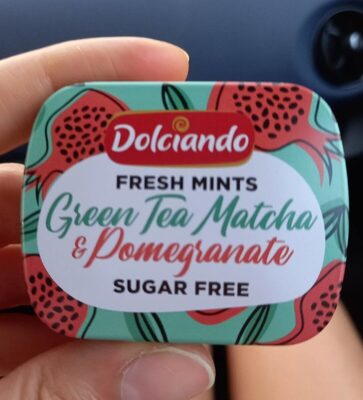 Dolciando
FRESH MINTS
Green Tea Matcha
& Pomegranate
SUGAR FREE